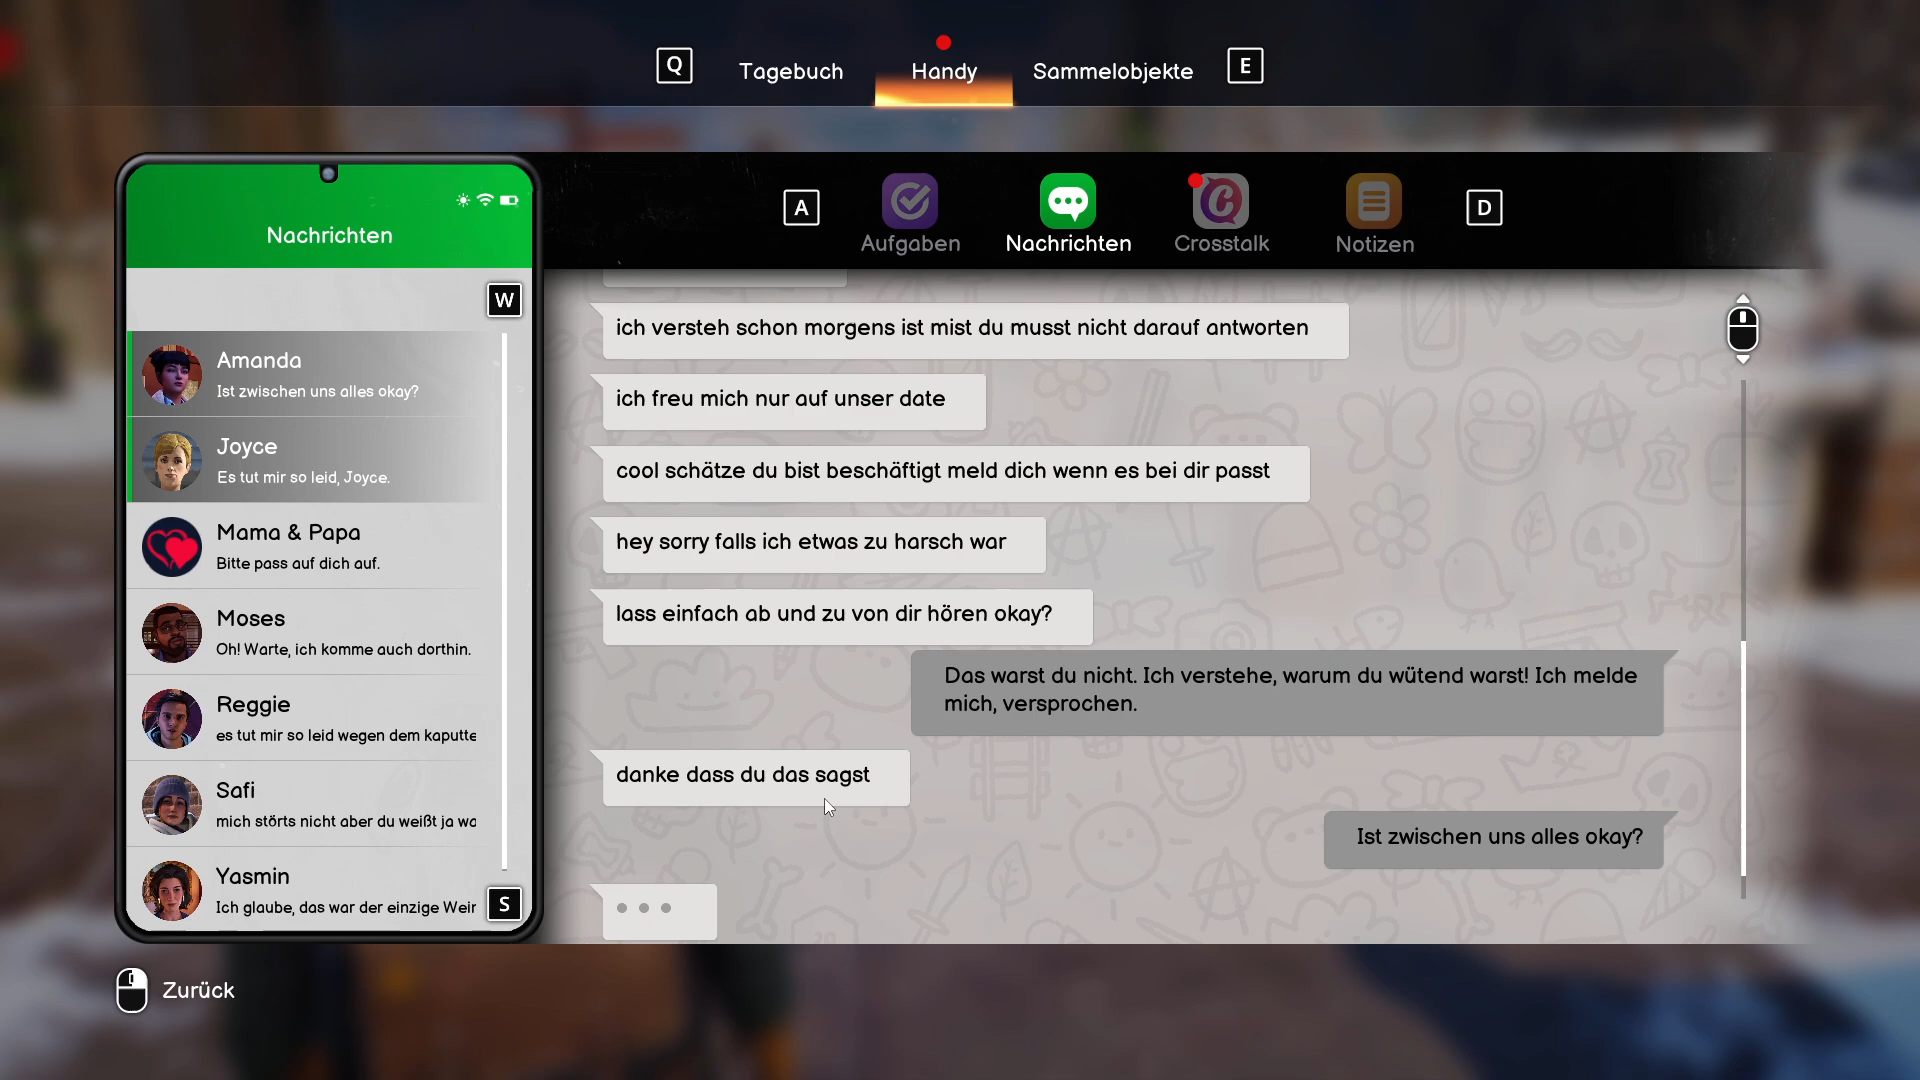 Q
Tagebuch
Handy
Sammelobjekte
E
Nachrichten
A
Aufgaben
Nachrichten
Crosstalk
Notizen
D
W
Amanda
Ist zwischen uns alles okay?
Joyce
Es tut mir so leid, Joyce.
Mama & Papa
Bitte pass auf dich auf.
Moses
Oh! Warte, ich komme auch dorthin.
Reggie
es tut mir so leid wegen dem kaputte
Safi
mich störts nicht aber du weißt ja wa
Yasmin
Ich glaube, das war der einzige Wein
S
ich versteh schon morgens ist mist du musst nicht darauf antworten
ich freu mich nur auf unser date
cool schätze du bist beschäftigt meld dich wenn es bei dir passt
hey sorry falls ich etwas zu harsch war
lass einfach ab und zu von dir hören okay?
Das warst du nicht. Ich verstehe, warum du wütend warst! Ich melde
mich, versprochen.
danke dass du das sagst
Ist zwischen uns alles okay?
Zurück